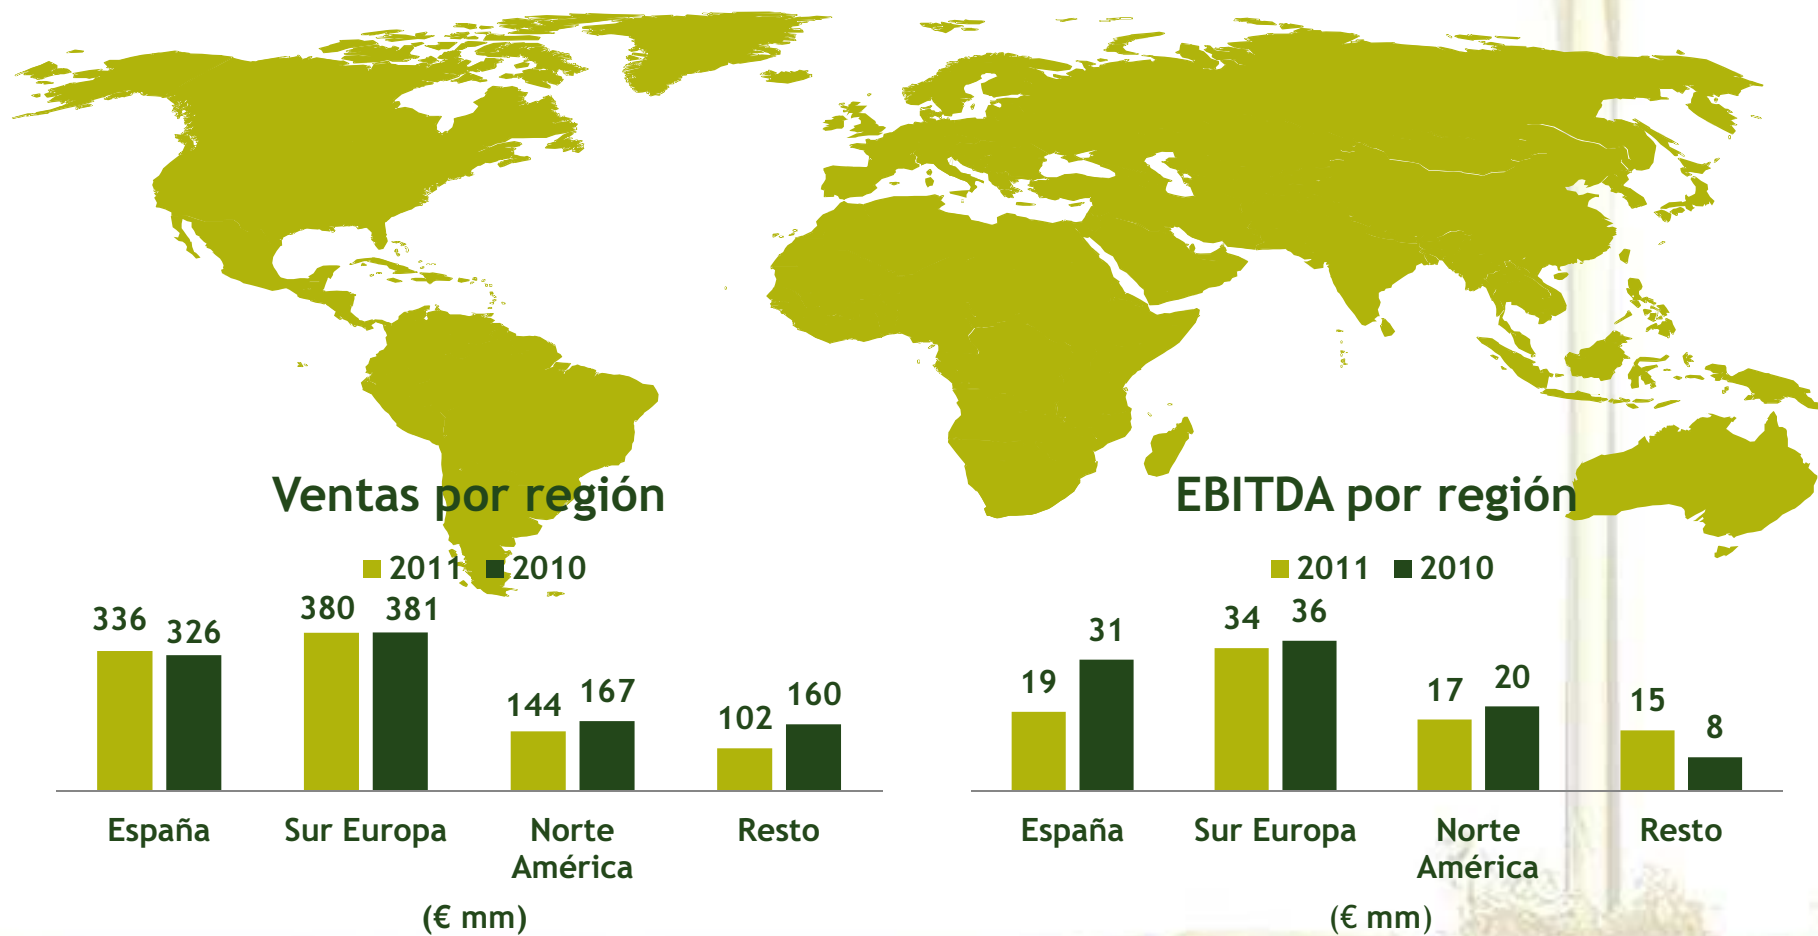 Ventas por región
2011 2010
336 326 380 381 144 167 102 160
España Sur Europa Norte América Resto
(€ mm)
EBITDA por región
2011 2010
19 31 34 36 17 20 15 8
España Sur Europa Norte América Resto
(€ mm)